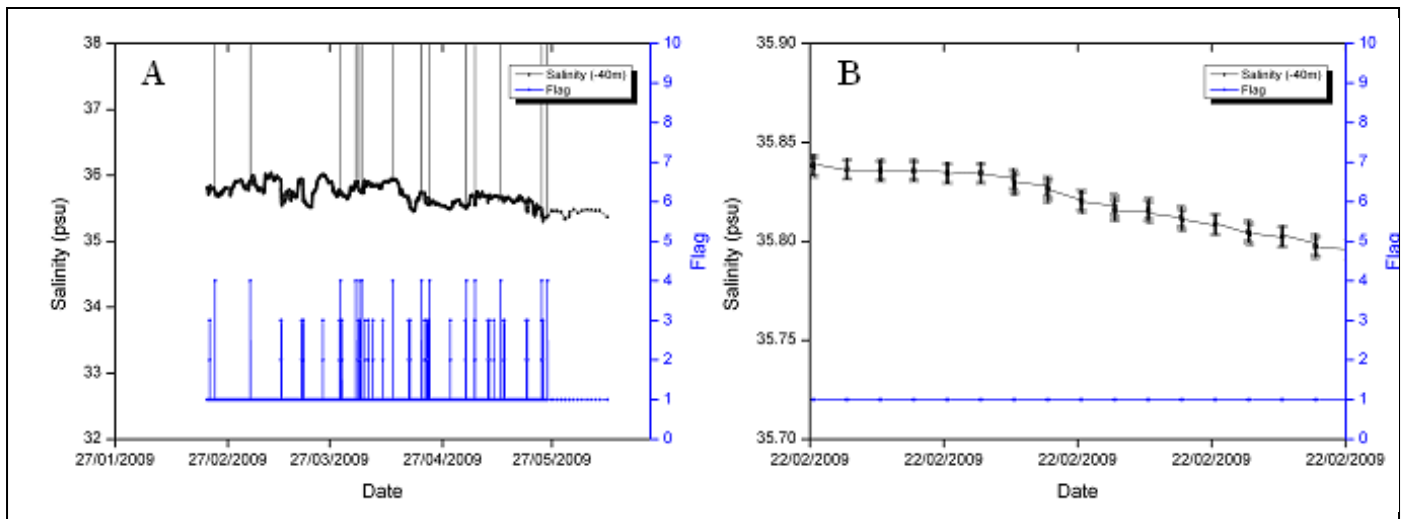 A
Salinity (-40m)
Flag
38
37
36
35
34
33
32
Salinity (psu)
10
9
8
7
6
5
4
3
2
1
0
Flag
27/01/2009 27/02/2009 27/03/2009 27/04/2009 27/05/2009
Date
B
Salinity (-40m)
Flag
35.90
35.85
35.80
35.75
35.70
Salinity (psu)
10
9
8
7
6
5
4
3
2
1
0
Flag
22/02/2009 22/02/2009 22/02/2009 22/02/2009 22/02/2009
Date